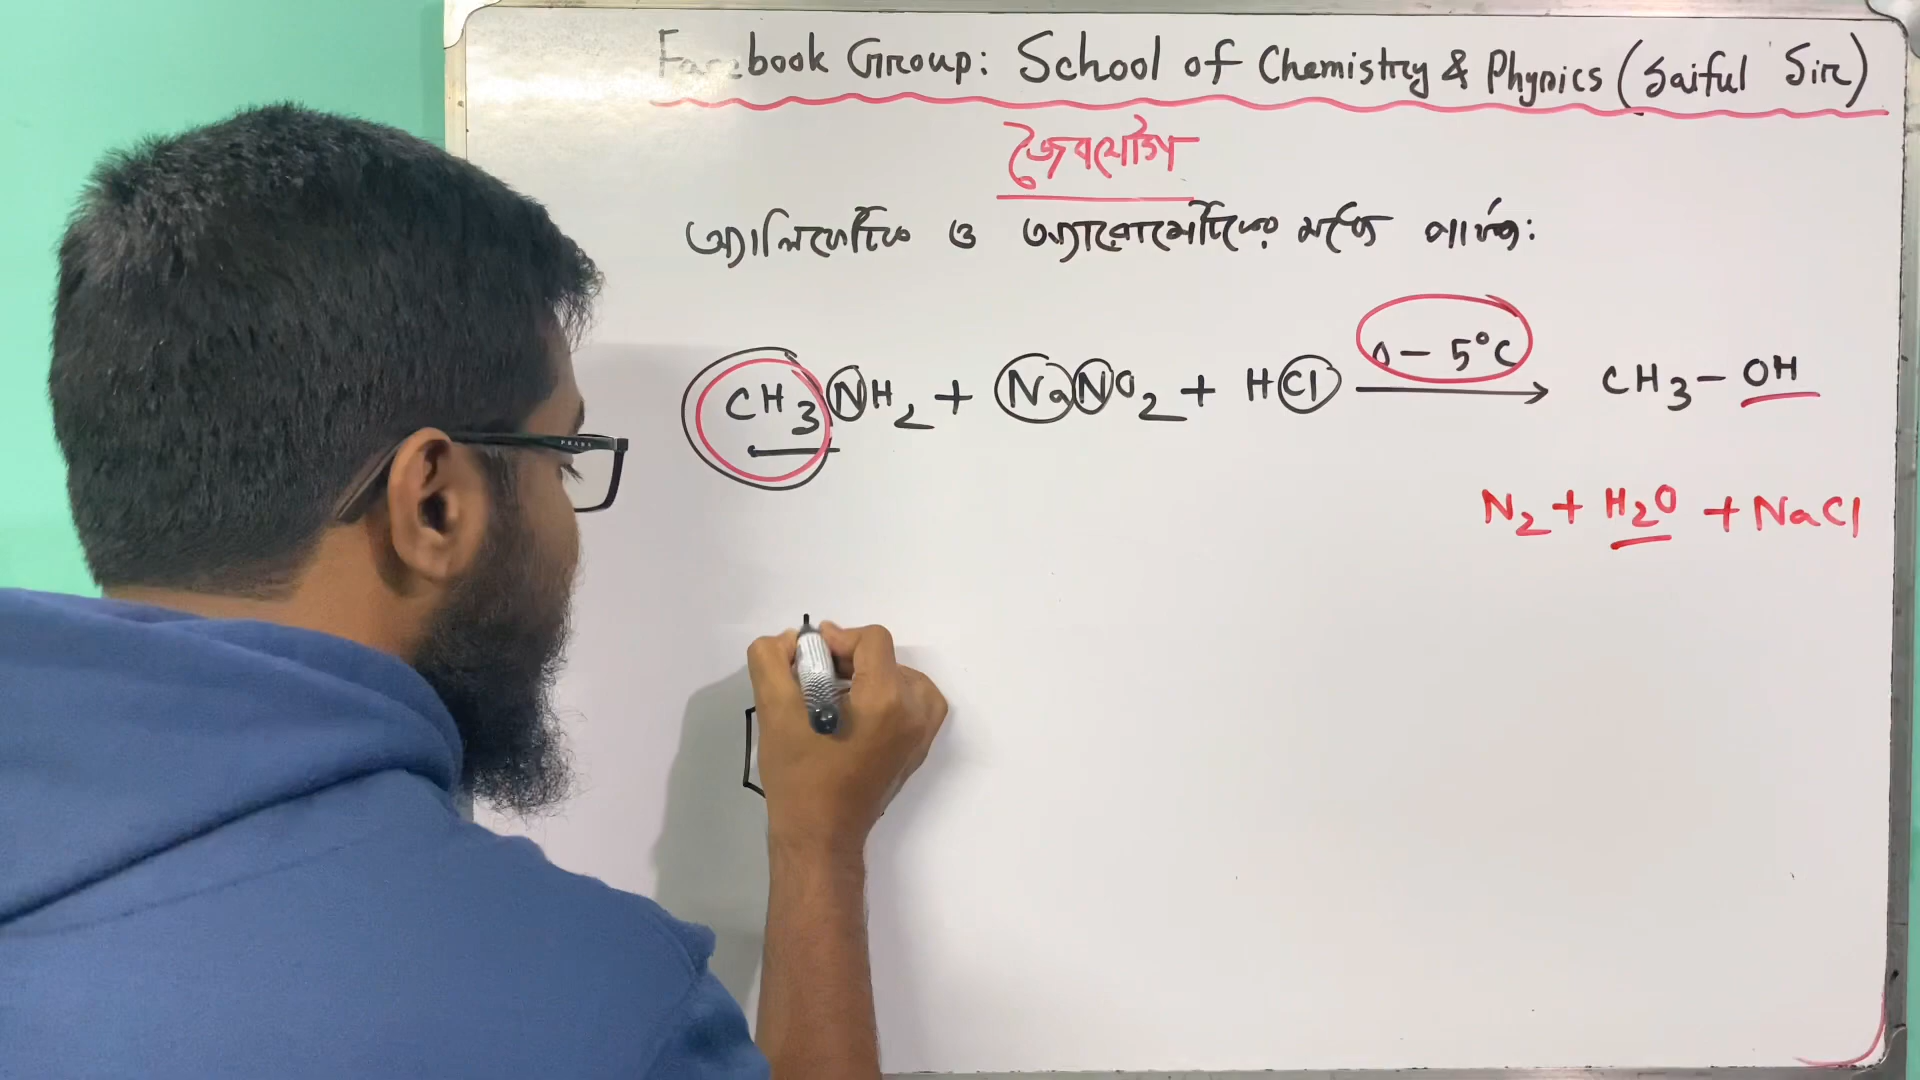 Facebook Group: School of Chemistry & Physics (Saiful Sir)
জৈবযৌগ
অ্যালিফেটিক ও অ্যারোমেটিকের মধ্যে পার্থক্য:
CH3NH2 + NaNO2 + HCl 0 – 5°C → CH3 – OH
N2 + H2O + NaCl
PRADA